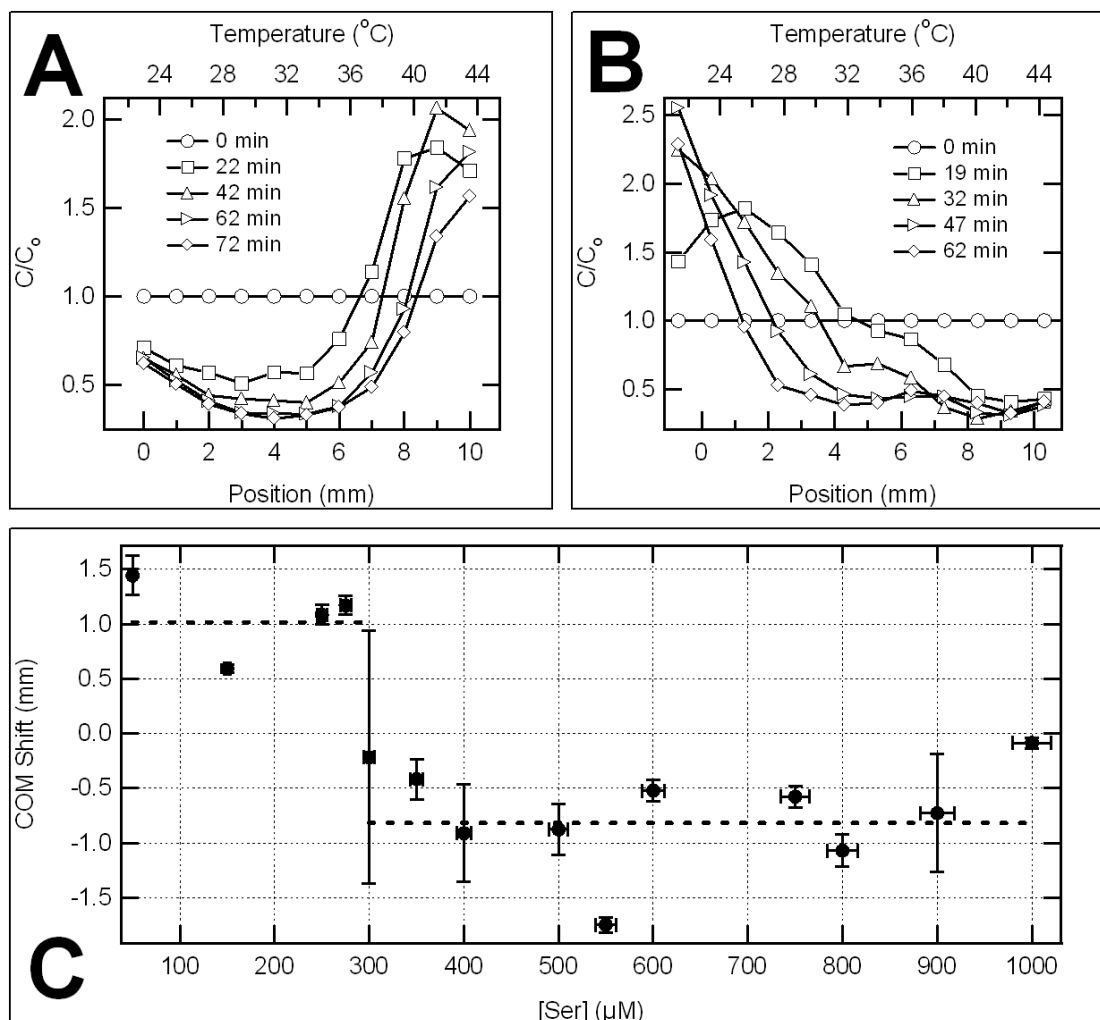 A
Temperature (°C)
24 26 28 30 32 34 36 38 40 42 44
2.0
1.5
1.0
0.5
C/Co
0 min
22 min
42 min
62 min
72 min
0 2 4 6 8 10
Position (mm)
B
Temperature (°C)
24 28 32 36 40 44
2.5
2.0
1.5
1.0
0.5
C/Co
0 min
19 min
32 min
47 min
62 min
0 2 4 6 8 10
Position (mm)
C
1.5
1.0
0.5
0.0
-0.5
-1.0
-1.5
COM Shift (mm)
100 200 300 400 500 600 700 800 900 1000
[Ser] (µM)